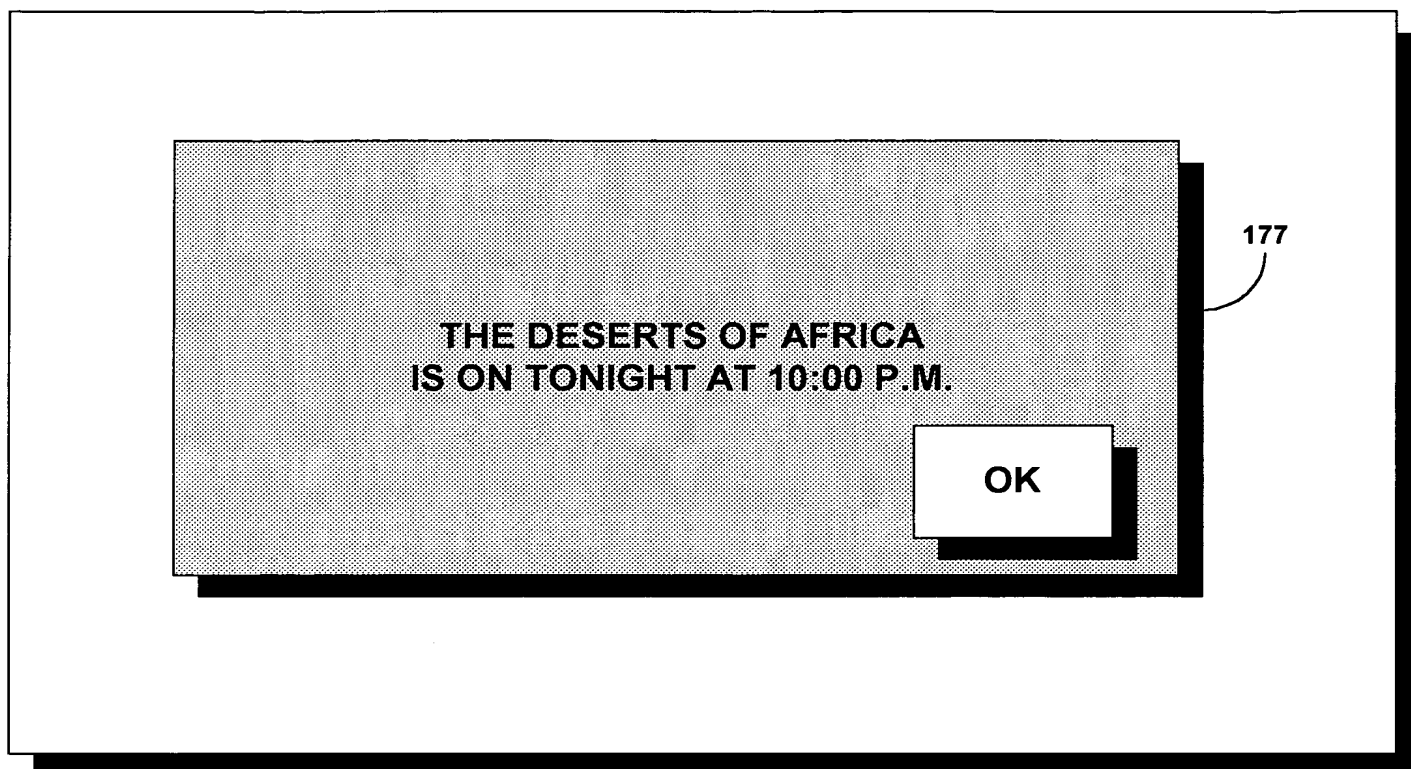 177
THE DESERTS OF AFRICA
IS ON TONIGHT AT 10:00 P.M.
OK